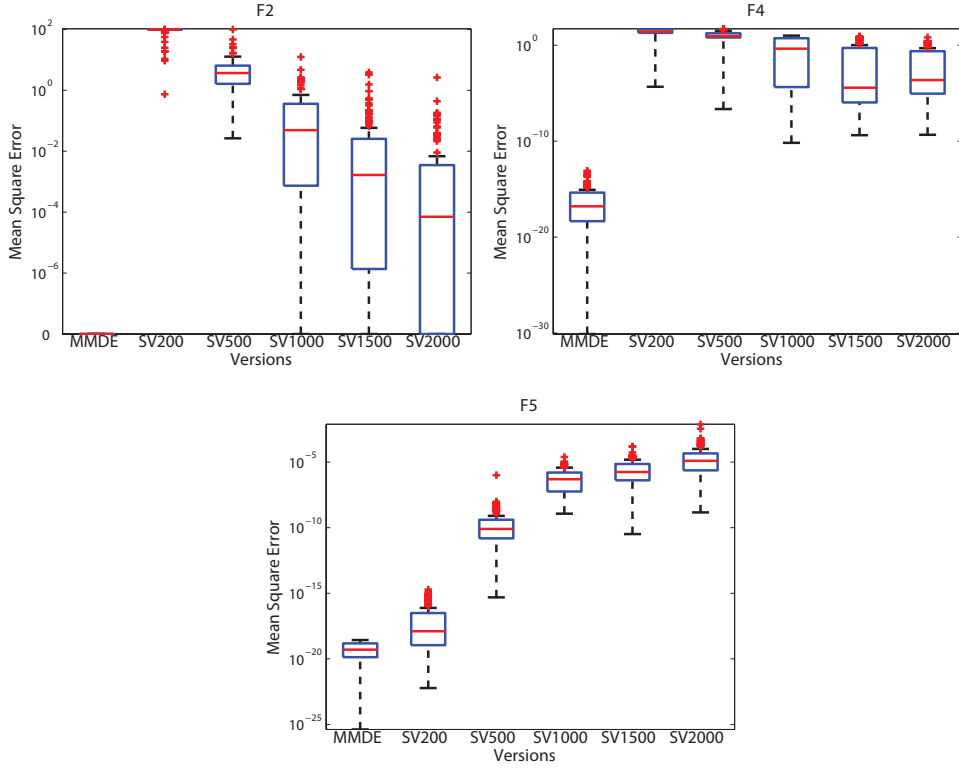 F2
Mean Square Error
10^2
10^0
10^-2
10^-4
10^-6
0
MMDE SV200 SV500 SV1000 SV1500 SV2000
Versions
F4
Mean Square Error
10^0
10^-10
10^-20
10^-30
MMDE SV200 SV500 SV1000 SV1500 SV2000
Versions
F5
Mean Square Error
10^-5
10^-10
10^-15
10^-20
10^-25
MMDE SV200 SV500 SV1000 SV1500 SV2000
Versions